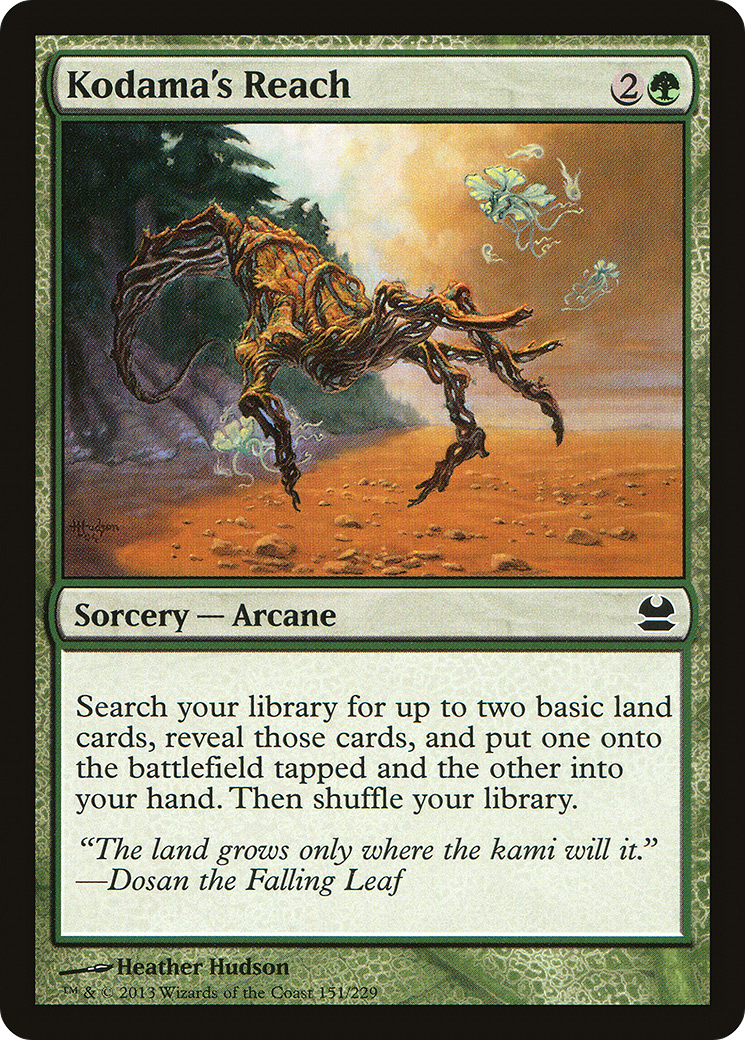 Kodama's Reach 2
HHudson
Sorcery — Arcane
Search your library for up to two basic land
cards, reveal those cards, and put one onto
the battlefield tapped and the other into
your hand. Then shuffle your library.
“The land grows only where the kami will it.”
—Dosan the Falling Leaf
Heather Hudson
™ & © 2013 Wizards of the Coast 151/229